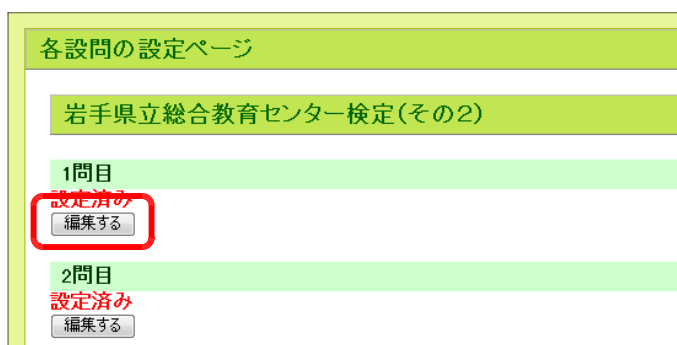 各設問の設定ページ
岩手県立総合教育センター検定(その2)
1問目
設定済み
編集する
2問目
設定済み
編集する